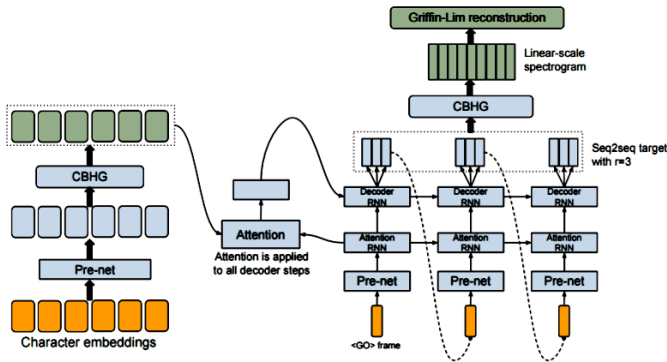 Griffin-Lim reconstruction
Linear-scale
spectrogram
CBHG
Seq2seq target
with r=3
CBHG
Decoder
RNN
Decoder
RNN
Decoder
RNN
Attention
Attention is applied
to all decoder steps
Attention
RNN
Attention
RNN
Attention
RNN
Pre-net
Pre-net
Pre-net
Pre-net
<GO> frame
Character embeddings